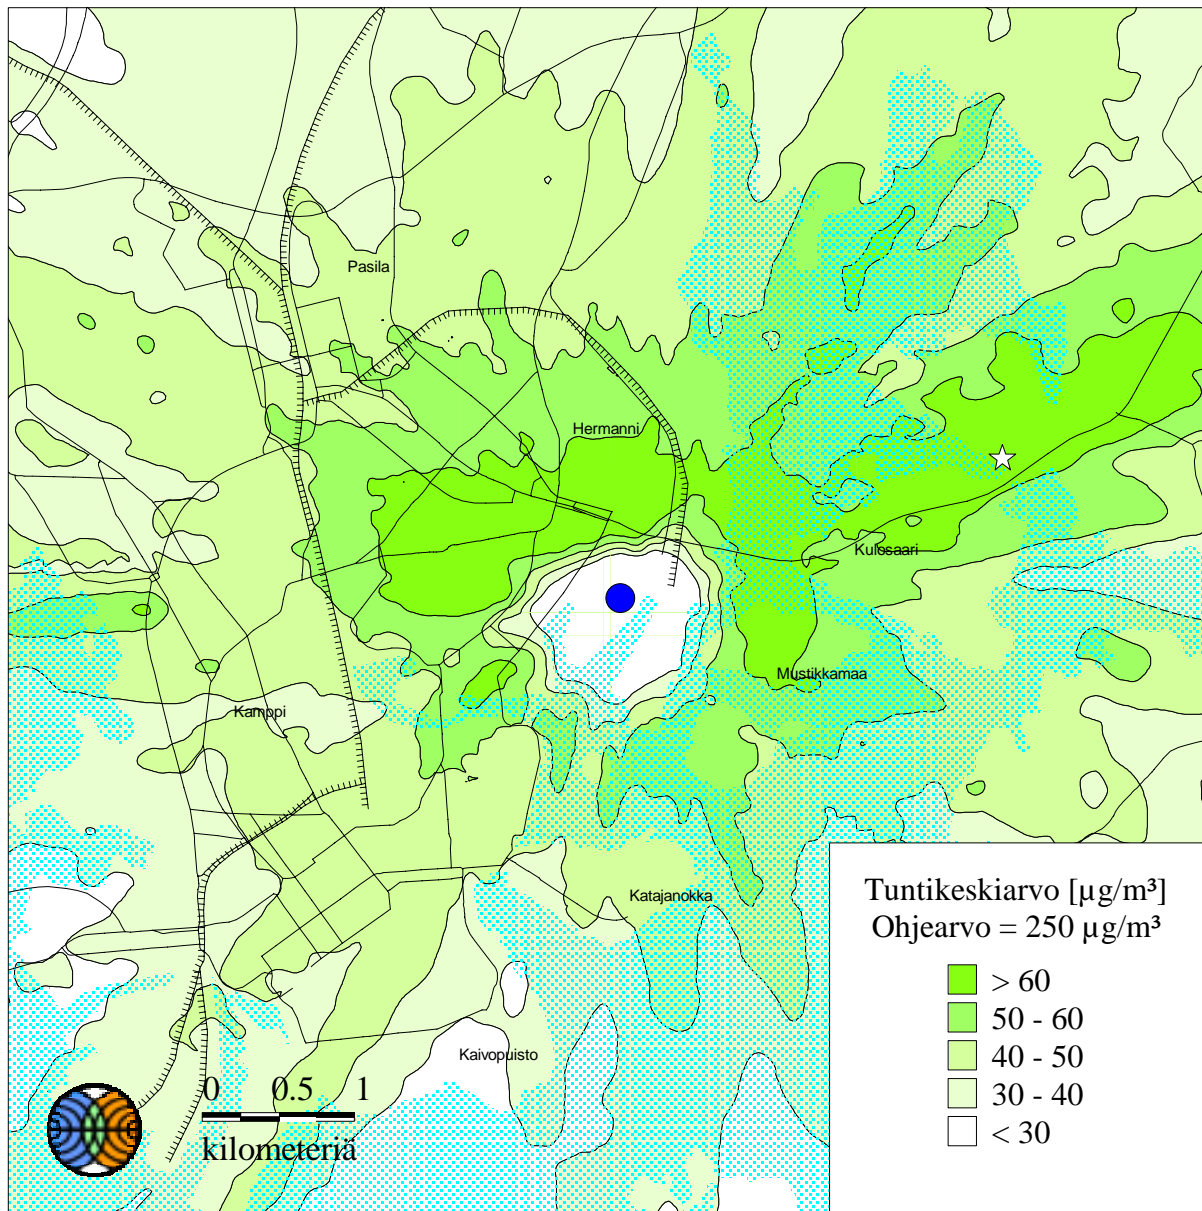 Pasila
Hermanni
Kulosaari
Mustikkamaa
Kamppi
Katajanokka
Kaivopuisto
Tuntikeskiarvo [µg/m³]
Ohjearvo = 250 µg/m³
> 60
50 - 60
40 - 50
30 - 40
< 30
0 0.5 1
kilometeriä